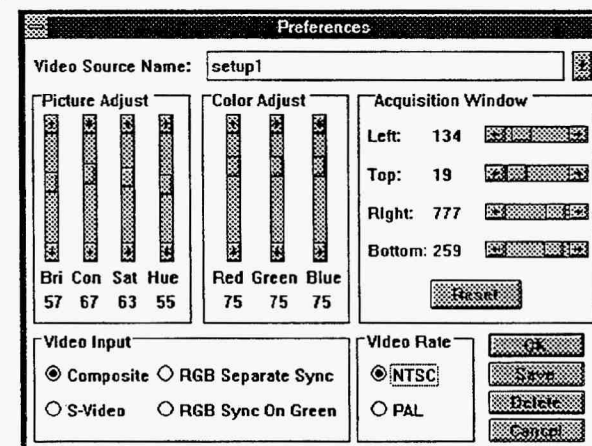 Preferences
Video Source Name: setup1
Picture Adjust
Bri Con Sat Hue
57 67 63 55
Color Adjust
Red Green Blue
75 75 75
Acquisition Window
Left: 134
Top: 19
Right: 777
Bottom: 259
Reset
Video Input
Composite RGB Separate Sync
S-Video RGB Sync On Green
Video Rate
NTSC
PAL
Ok
Save
Delete
Cancel